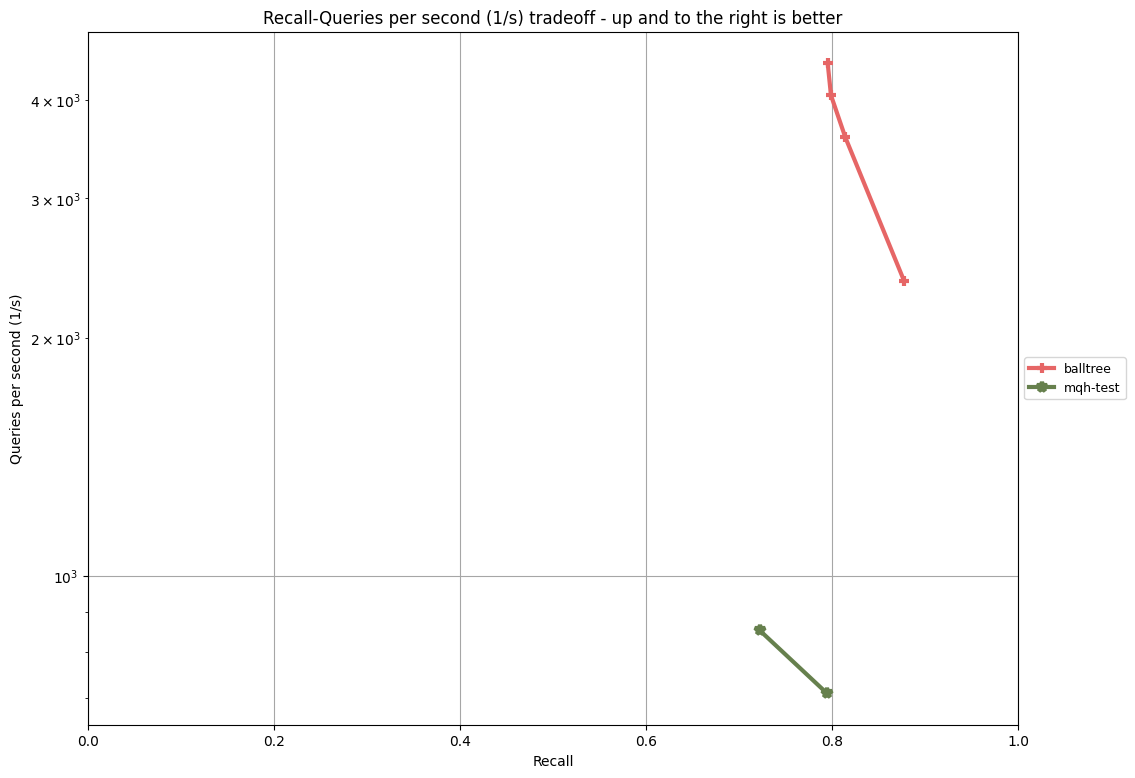 Recall-Queries per second (1/s) tradeoff - up and to the right is better
Queries per second (1/s)
4 × 10³
3 × 10³
2 × 10³
10³
0.0 0.2 0.4 0.6 0.8 1.0
Recall
balltree
mqh-test